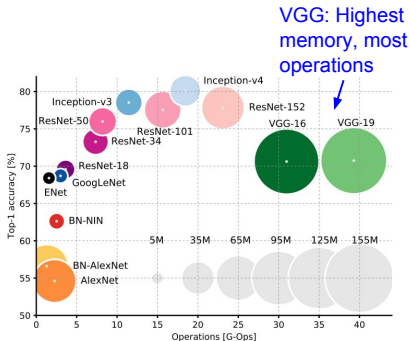 VGG: Highest
memory, most
operations
Inception-v4
80
Inception-v3
ResNet-152
ResNet-50
VGG-16 VGG-19
75
ResNet-101
ResNet-34
70
ResNet-18
GoogLeNet
ENet
65
Top-1 accuracy [%]
BN-NIN
60
5M 35M 65M 95M 125M 155M
55
BN-AlexNet
AlexNet
50
0 5 10 15 20 25 30 35 40
Operations [G-Ops]